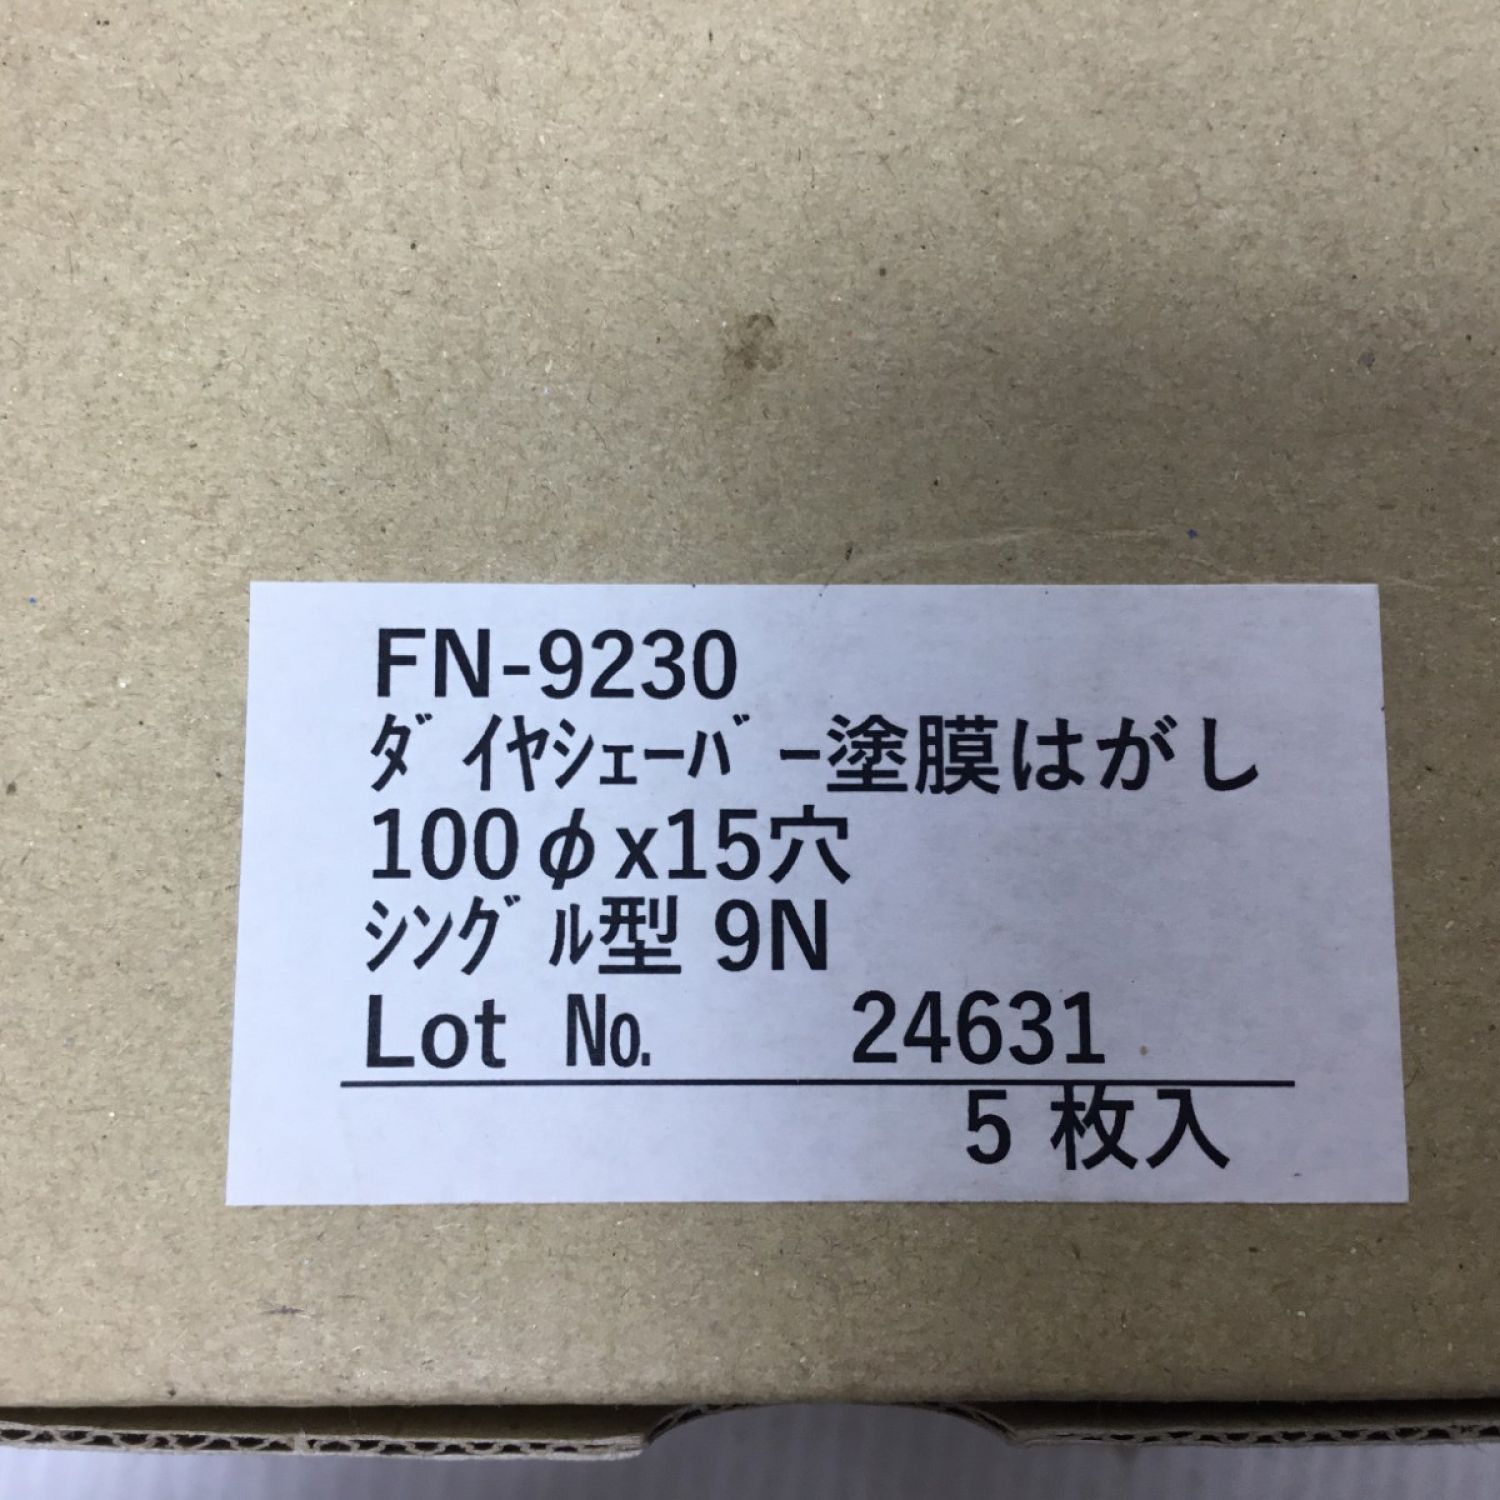 FN-9230
ﾀﾞｲﾔｼｪｰﾊﾞｰ塗膜はがし
100φx15穴
ｼﾝｸﾞﾙ型 9N
Lot № 24631
5 枚入